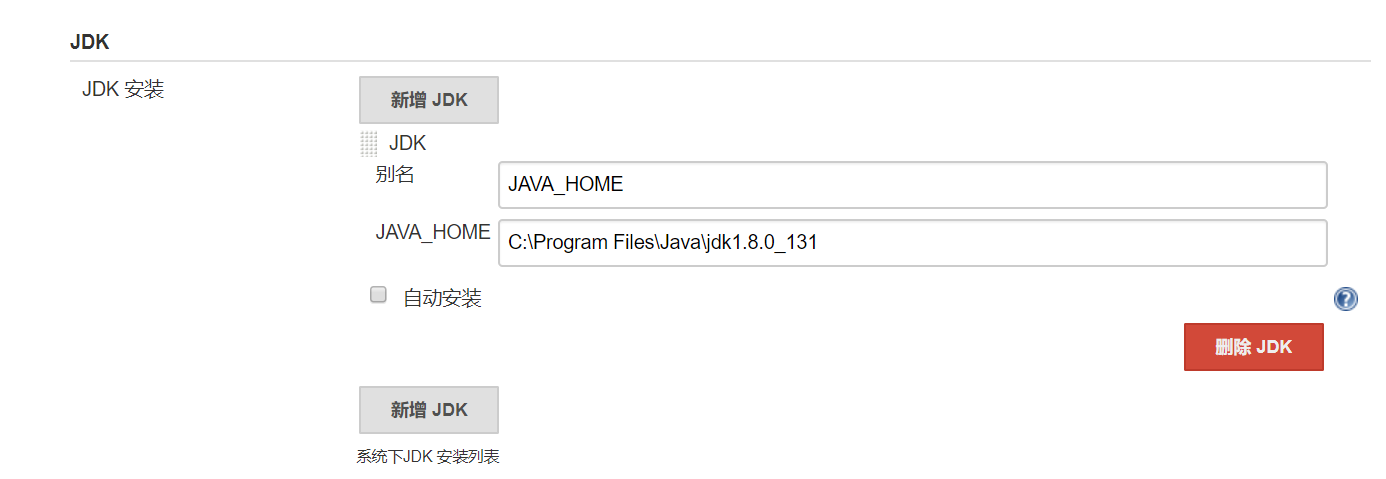 JDK
JDK 安装
新增 JDK
JDK
别名
JAVA_HOME
JAVA_HOME
C:\Program Files\Java\jdk1.8.0_131
自动安装
?
删除 JDK
新增 JDK
系统下JDK 安装列表